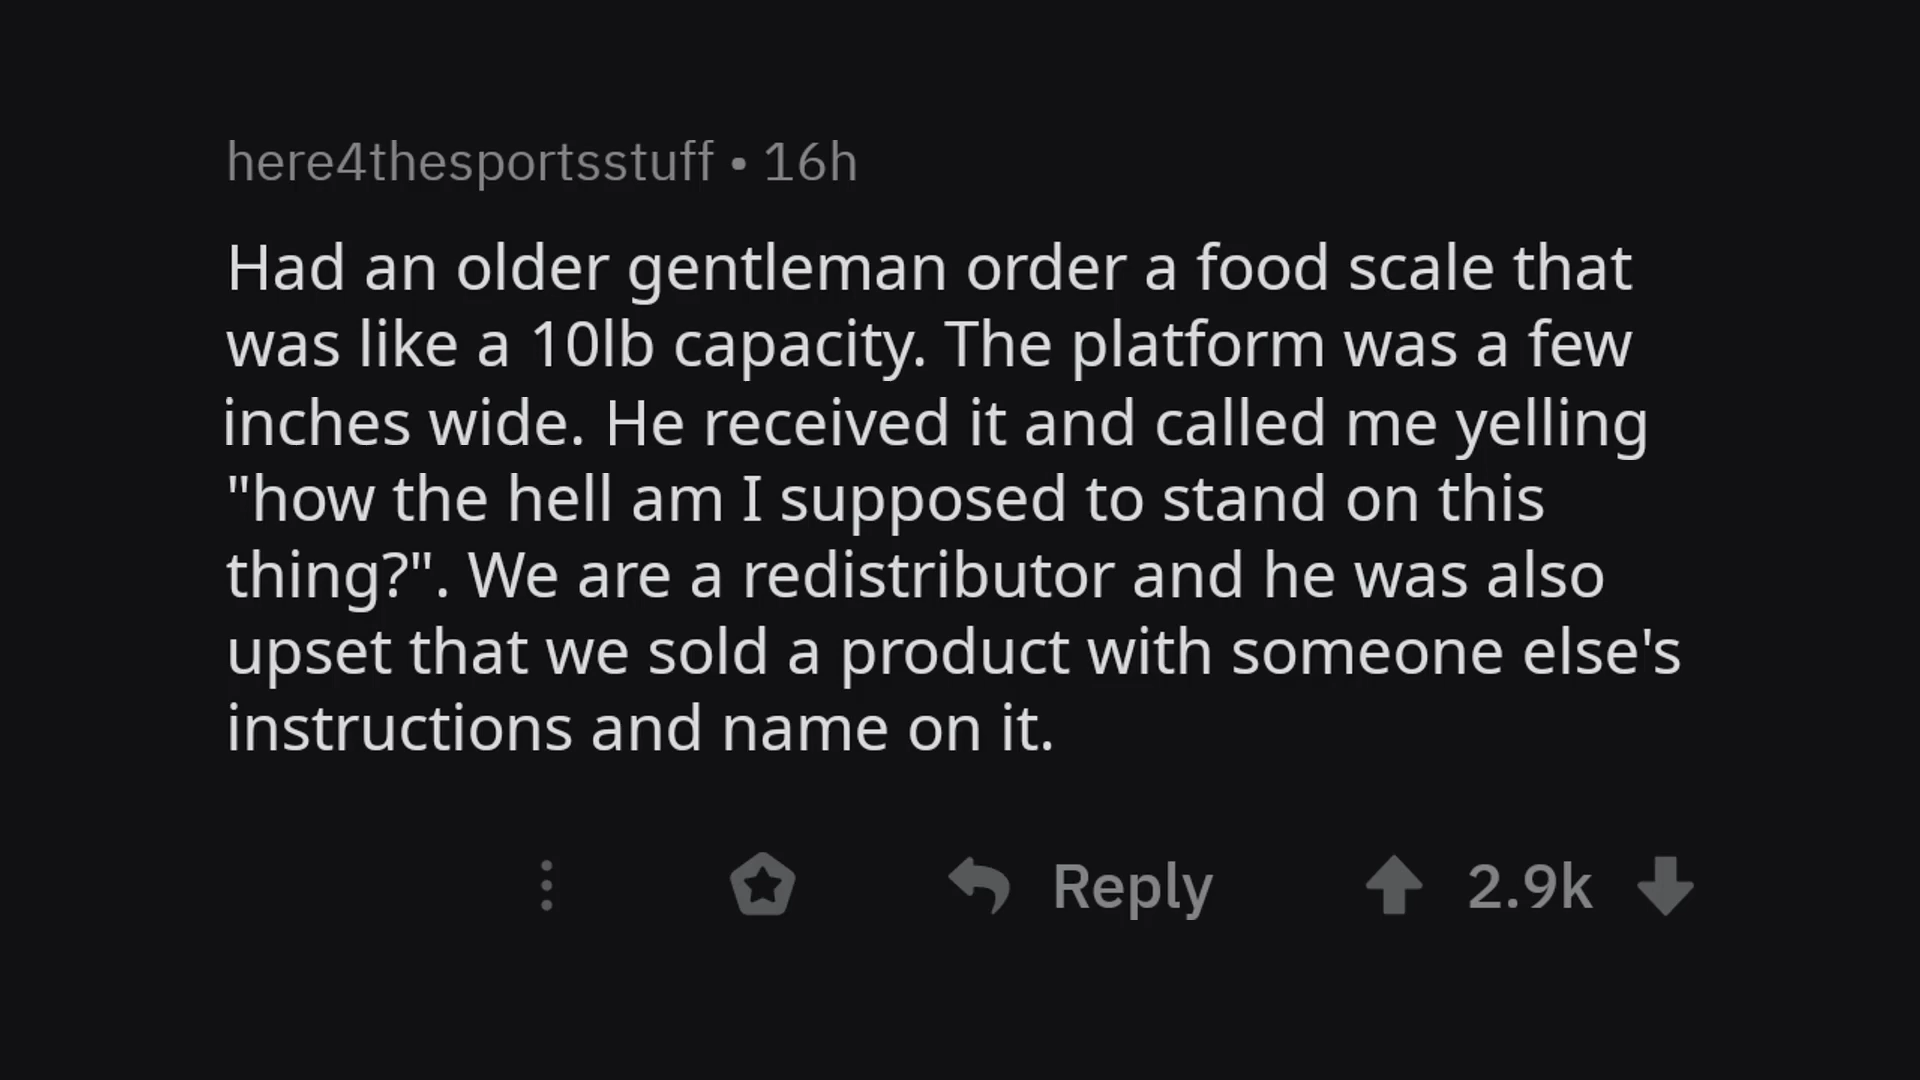 here4thesportsstuff • 16h
Had an older gentleman order a food scale that
was like a 10lb capacity. The platform was a few
inches wide. He received it and called me yelling
"how the hell am I supposed to stand on this
thing?". We are a redistributor and he was also
upset that we sold a product with someone else's
instructions and name on it.
Reply 2.9k